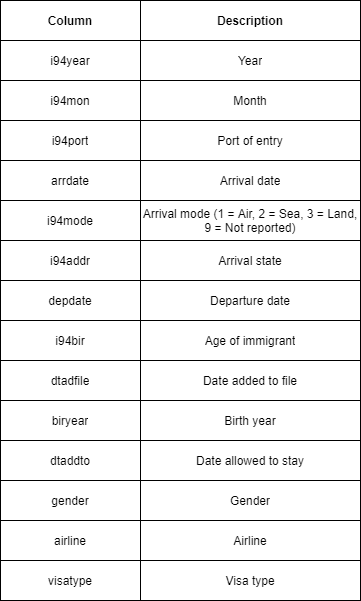 Column Description
i94year Year
i94mon Month
i94port Port of entry
arrdate Arrival date
i94mode Arrival mode (1 = Air, 2 = Sea, 3 = Land,
9 = Not reported)
i94addr Arrival state
depdate Departure date
i94bir Age of immigrant
dtadfile Date added to file
biryear Birth year
dtaddto Date allowed to stay
gender Gender
airline Airline
visatype Visa type